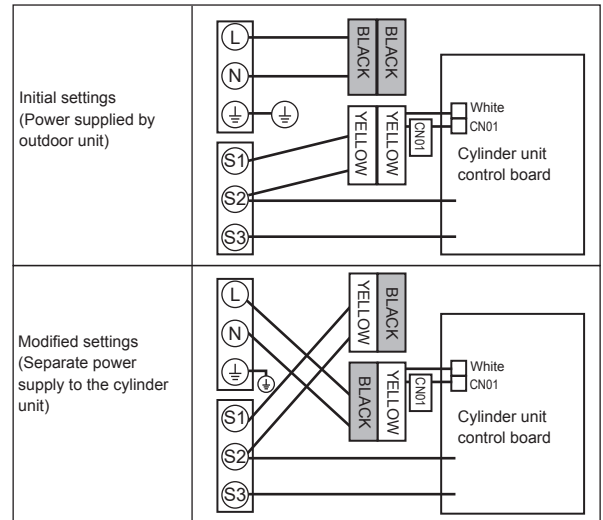 Initial settings
(Power supplied by
outdoor unit)
L
N
S1
S2
S3
BLACK
BLACK
YELLOW
YELLOW
CN01
White
CN01
Cylinder unit
control board
Modified settings
(Separate power
supply to the cylinder
unit)
L
N
S1
S2
S3
YELLOW
BLACK
BLACK
YELLOW
CN01
White
CN01
Cylinder unit
control board